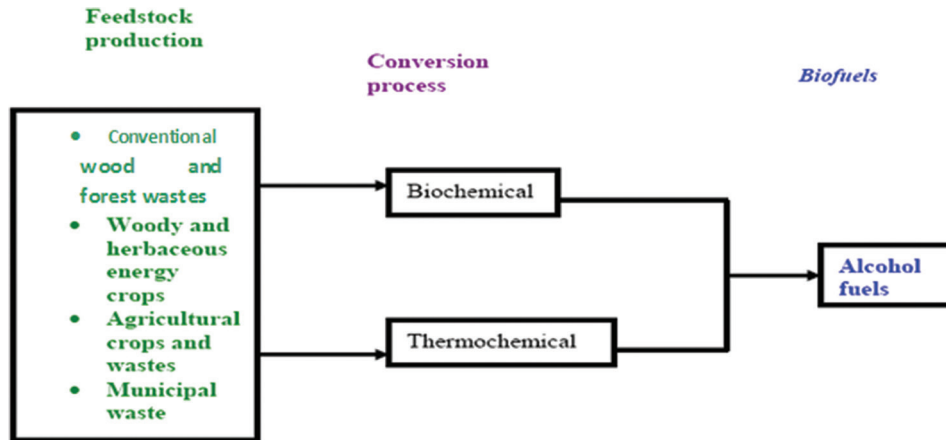 Feedstock
production
Conversion
process
Biofuels
• Conventional
wood and
forest wastes
• Woody and
herbaceous
energy
crops
• Agricultural
crops and
wastes
• Municipal
waste
Biochemical
Thermochemical
Alcohol
fuels